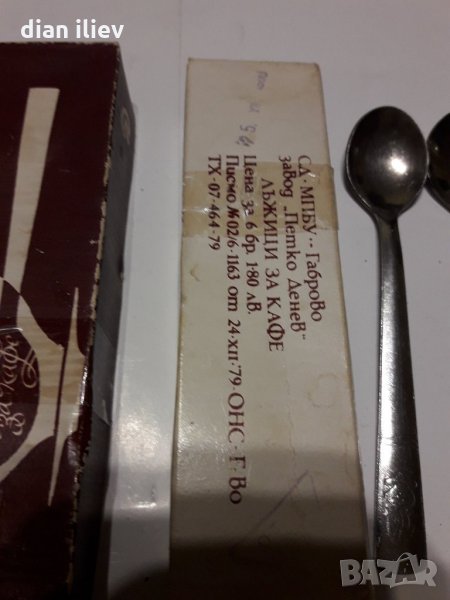 dian iliev
СД·МПБУ·· Габрово
завод „Петко Денев"
ЛЪЖИЦИ ЗА КАФЕ
Цена за 6 бр. 1·80 лв.
Писмо №02/6·1163 от 24·XII·79·ОНС·Г·Во
ТХ·07·464·79
BAZAR